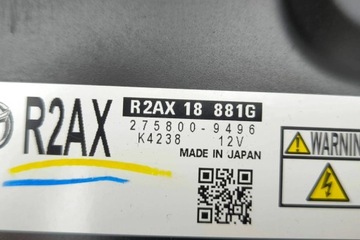 R2AX
R2AX 18 881G
275800-9496
K4238 12V
MADE IN JAPAN
WARNIN